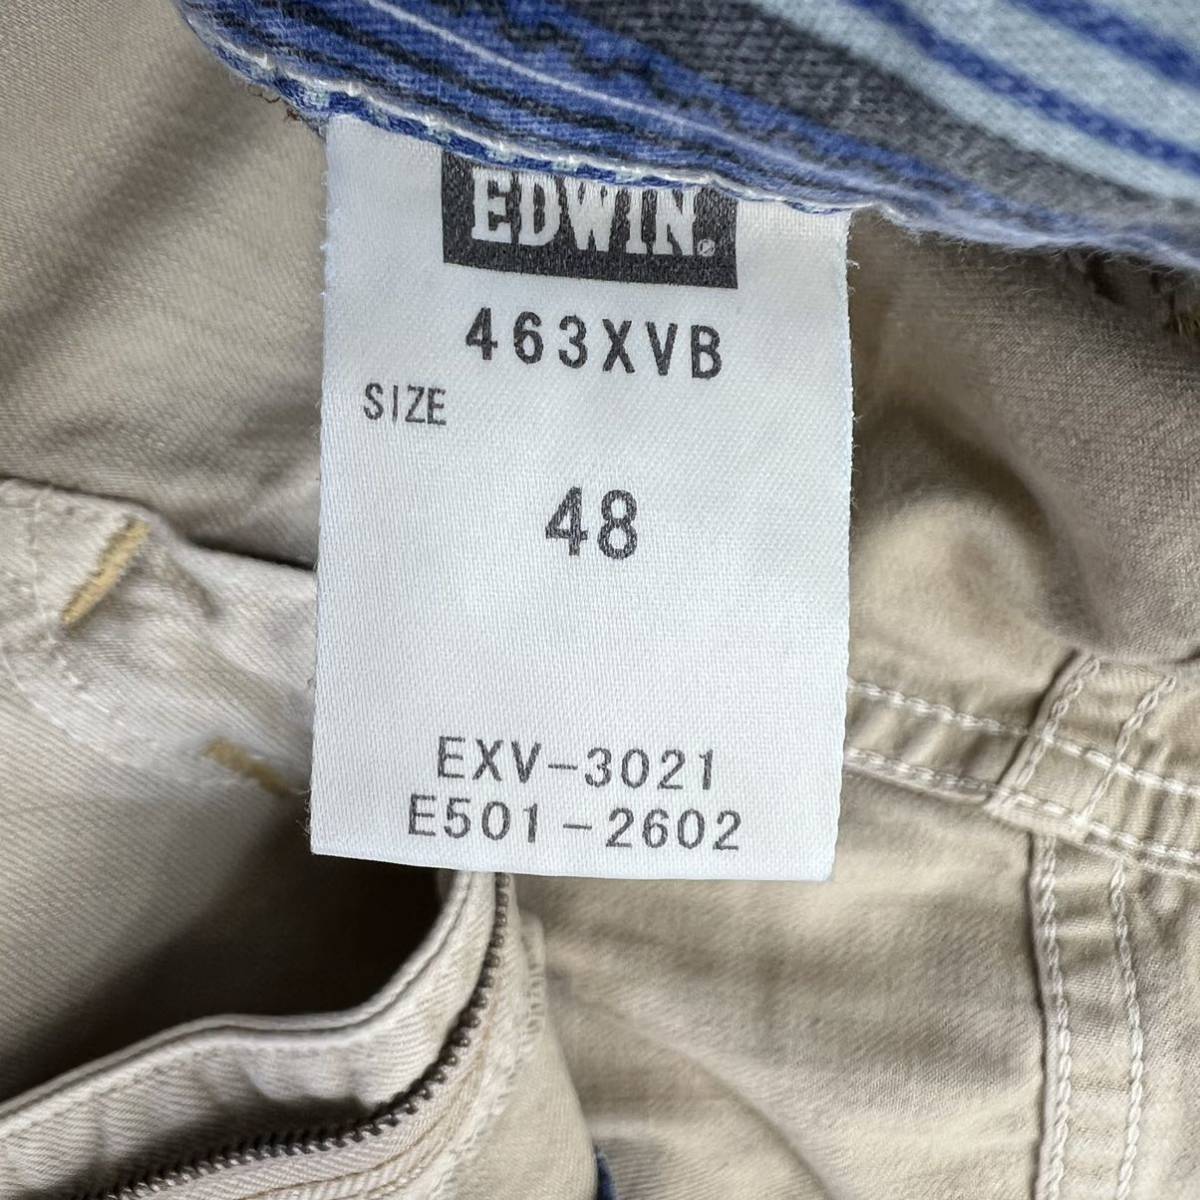 EDWIN®
463XVB
SIZE
48
EXV-3021
E501-2602